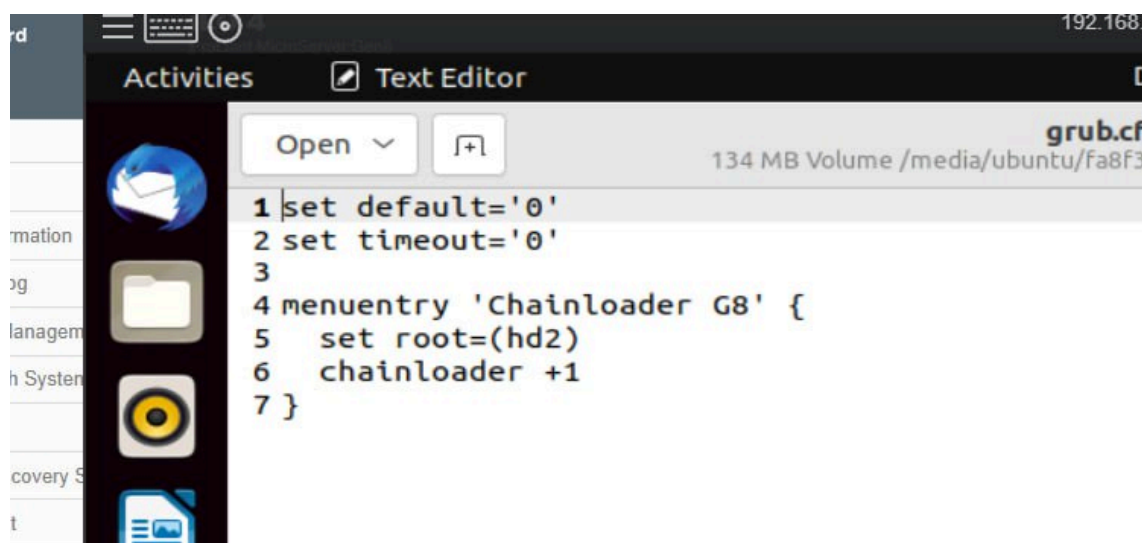 rd
192.168.
Activities
Text Editor
Open
grub.cf
134 MB Volume /media/ubuntu/fa8f3
1 set default='0'
2 set timeout='0'
3
4 menuentry 'Chainloader G8' {
5 set root=(hd2)
6 chainloader +1
7 }
rmation
og
lanagem
h System
covery S
t